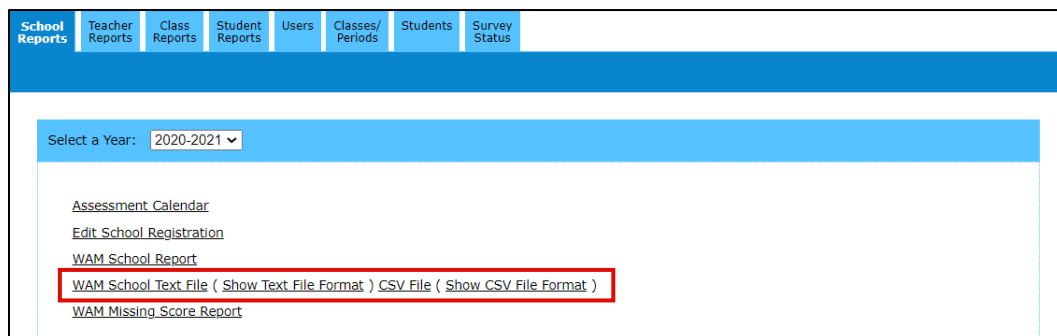 School Reports
Teacher Reports
Class Reports
Student Reports
Users
Classes/ Periods
Students
Survey Status
Select a Year: 2020-2021
Assessment Calendar
Edit School Registration
WAM School Report
WAM School Text File ( Show Text File Format ) CSV File ( Show CSV File Format )
WAM Missing Score Report